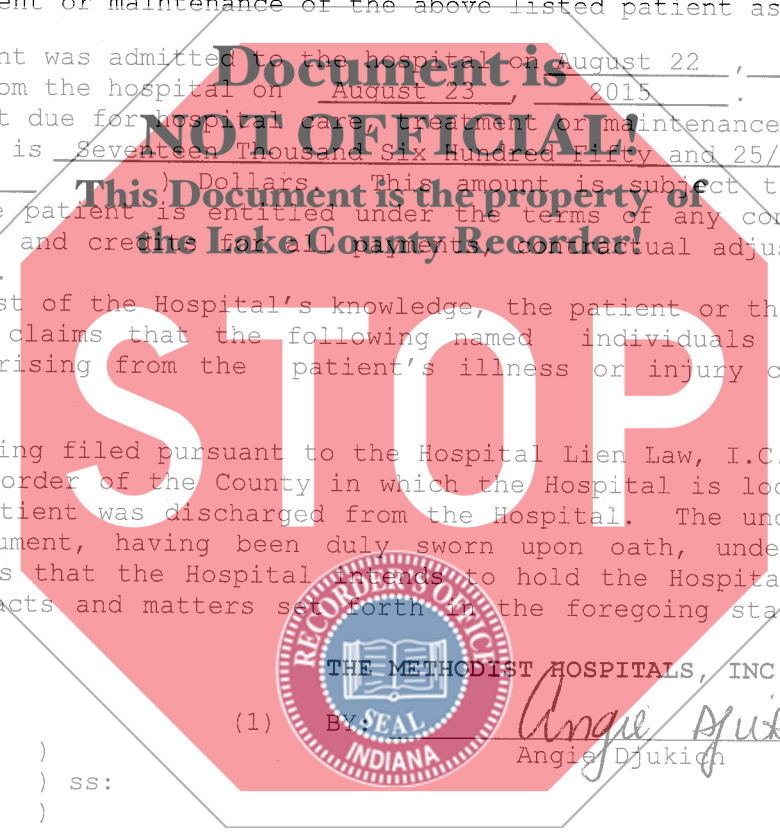 ent or maintenance of the above listed patient as
nt was admitted to the hospital on August 22 ,
om the hospital on August 23 , 2015 .
t due for hospital care, treatment or maintenance
is Seventeen Thousand Six Hundred Fifty and 25/
) Dollars. This amount is subject t
e patient is entitled under the terms of any co
and credits for all payments, contractual adju
.
st of the Hospital's knowledge, the patient or th
claims that the following named individuals
rising from the patient's illness or injury c
ing filed pursuant to the Hospital Lien Law, I.C.
order of the County in which the Hospital is lo
tient was discharged from the Hospital. The un
ument, having been duly sworn upon oath, unde
s that the Hospital intends to hold the Hospita
acts and matters set forth in the foregoing sta
THE METHODIST HOSPITALS, INC
(1) BY: Angie Djuk
Angie Djukich
)
) ss:
)
Document is
NOT OFFICIAL!
This Document is the property of
the Lake County Recorder!
STOP
RECORDER'S OFFICE
SEAL
INDIANA